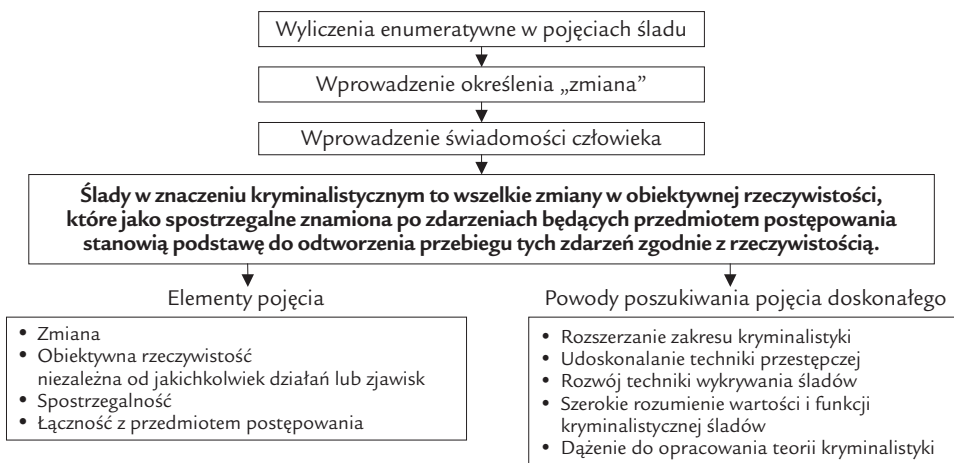 Wyliczenia enumeratywne w pojęciach śladu
Wprowadzenie określenia „zmiana”
Wprowadzenie świadomości człowieka
Ślady w znaczeniu kryminalistycznym to wszelkie zmiany w obiektywnej rzeczywistości,
które jako spostrzegalne znamiona po zdarzeniach będących przedmiotem postępowania
stanowią podstawę do odtworzenia przebiegu tych zdarzeń zgodnie z rzeczywistością.
Elementy pojęcia
• Zmiana
• Obiektywna rzeczywistość
niezależna od jakichkolwiek działań lub zjawisk
• Spostrzegalność
• Łączność z przedmiotem postępowania
Powody poszukiwania pojęcia doskonałego
• Rozszerzanie zakresu kryminalistyki
• Udoskonalanie techniki przestępczej
• Rozwój techniki wykrywania śladów
• Szerokie rozumienie wartości i funkcji
kryminalistycznej śladów
• Dążenie do opracowania teorii kryminalistyki